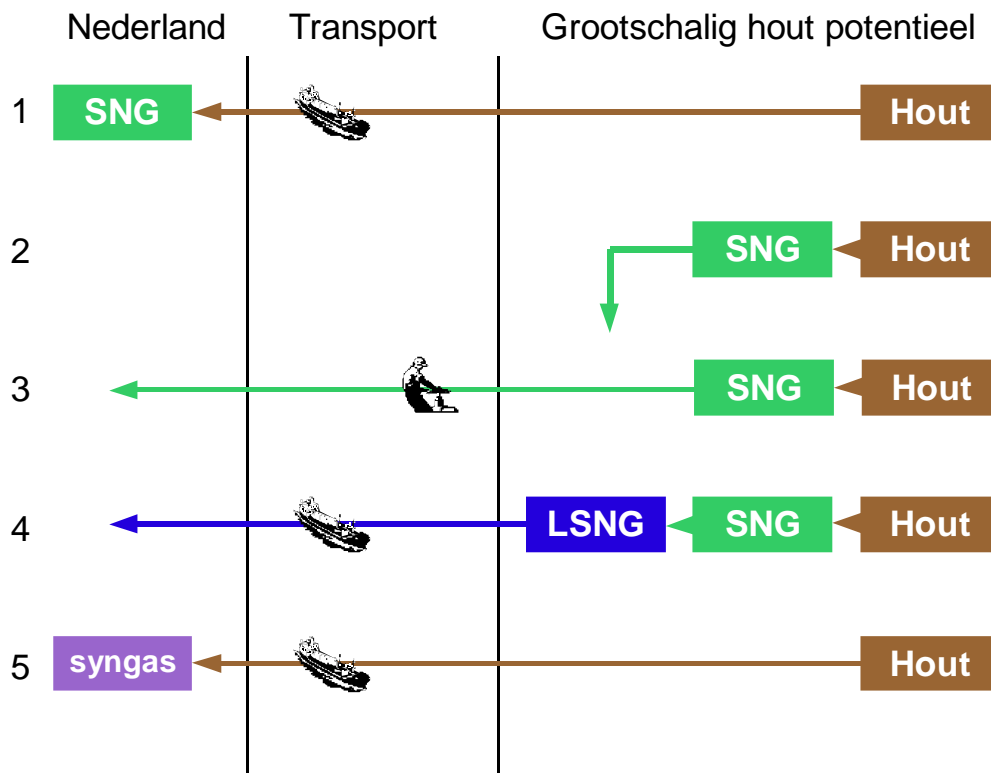 Nederland Transport Grootschalig hout potentieel
1 SNG Hout
2 SNG Hout
3 SNG Hout
4 LSNG SNG Hout
5 syngas Hout